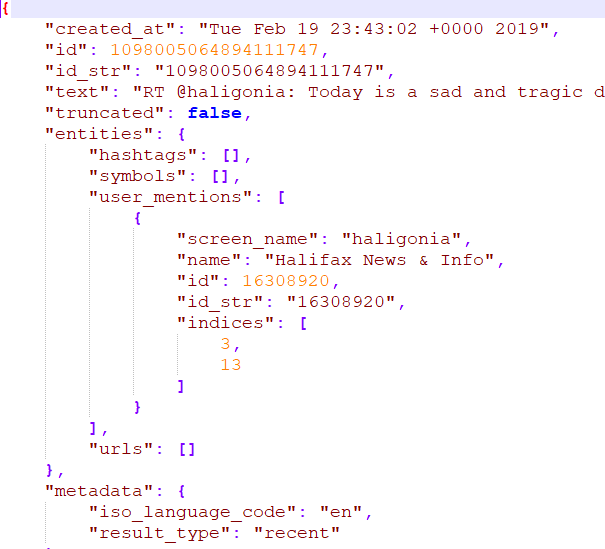 {
"created_at": "Tue Feb 19 23:43:02 +0000 2019",
"id": 1098005064894111747,
"id_str": "1098005064894111747",
"text": "RT @haligonia: Today is a sad and tragic d
"truncated": false,
"entities": {
"hashtags": [],
"symbols": [],
"user_mentions": [
{
"screen_name": "haligonia",
"name": "Halifax News & Info",
"id": 16308920,
"id_str": "16308920",
"indices": [
3,
13
]
}
],
"urls": []
},
"metadata": {
"iso_language_code": "en",
"result_type": "recent"